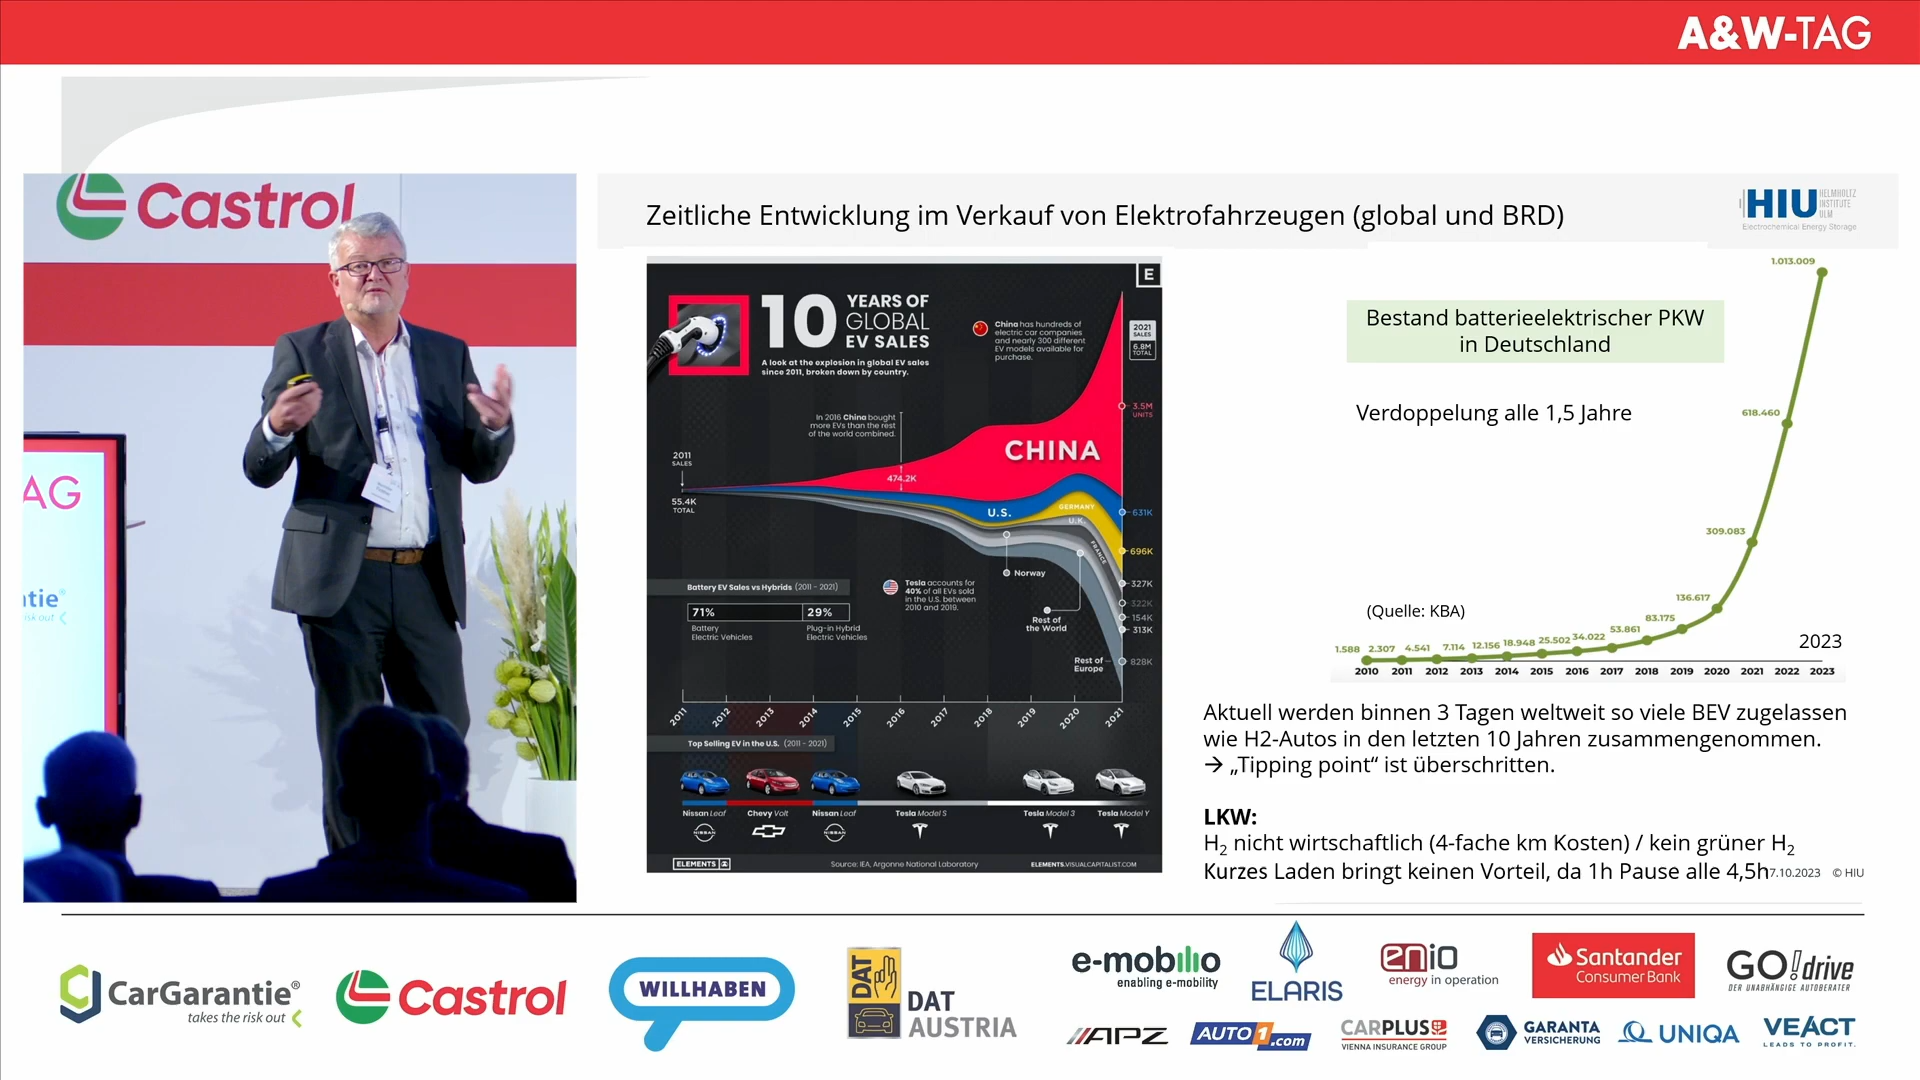 A&W-TAG
Castrol
AG
ntie
isk out
Zeitliche Entwicklung im Verkauf von Elektrofahrzeugen (global und BRD)
HIU
HELMHOLTZ
INSTITUTE
ULM
Electrochemical Energy Storage
E
10 YEARS OF
GLOBAL
EV SALES
A look at the explosion in global EV sales
since 2011, broken down by country.
China has hundreds of
electric car companies
and nearly 300 different
EV models available for
purchase.
2021
SALES
6.8M
TOTAL
In 2016 China bought
more EVs than the rest
of the world combined.
3.5M
UNITS
CHINA
2011
SALES
474.2K
55.4K
TOTAL
U.S.
GERMANY
U.K.
FRANCE
631K
696K
Norway
327K
322K
154K
313K
828K
Rest of
the World
Rest of
Europe
Battery EV Sales vs Hybrids (2011 - 2021)
71% 29%
Battery
Electric Vehicles
Plug-in Hybrid
Electric Vehicles
Tesla accounts for
40% of all EVs sold
in the U.S. between
2010 and 2019.
2011 2012 2013 2014 2015 2016 2017 2018 2019 2020 2021
Top Selling EV in the U.S. (2011 - 2021)
Nissan Leaf Chevy Volt Nissan Leaf Tesla Model S Tesla Model 3 Tesla Model Y
NISSAN NISSAN
ELEMENTS
Source: IEA, Argonne National Laboratory
ELEMENTS.VISUALCAPITALIST.COM
1.013.009
Bestand batterieelektrischer PKW
in Deutschland
Verdoppelung alle 1,5 Jahre
618.460
309.083
136.617
83.175
53.861
(Quelle: KBA)
1.588 2.307 4.541 7.114 12.156 18.948 25.502 34.022
2023
2010 2011 2012 2013 2014 2015 2016 2017 2018 2019 2020 2021 2022 2023
Aktuell werden binnen 3 Tagen weltweit so viele BEV zugelassen
wie H2-Autos in den letzten 10 Jahren zusammengenommen.
→ „Tipping point“ ist überschritten.
LKW:
H₂ nicht wirtschaftlich (4-fache km Kosten) / kein grüner H₂
Kurzes Laden bringt keinen Vorteil, da 1h Pause alle 4,5h
7.10.2023 © HIU
CarGarantie®
takes the risk out
Castrol
WILLHABEN
DAT
DAT
AUSTRIA
e-mobilio
enabling e-mobility
ELARIS
enio
energy in operation
Santander
Consumer Bank
GO!drive
DER UNABHÄNGIGE AUTOBERATER
APZ
AUTO1.com
CARPLUS
VIENNA INSURANCE GROUP
GARANTA
VERSICHERUNG
UNIQA
VEACT
LEADS TO PROFIT.